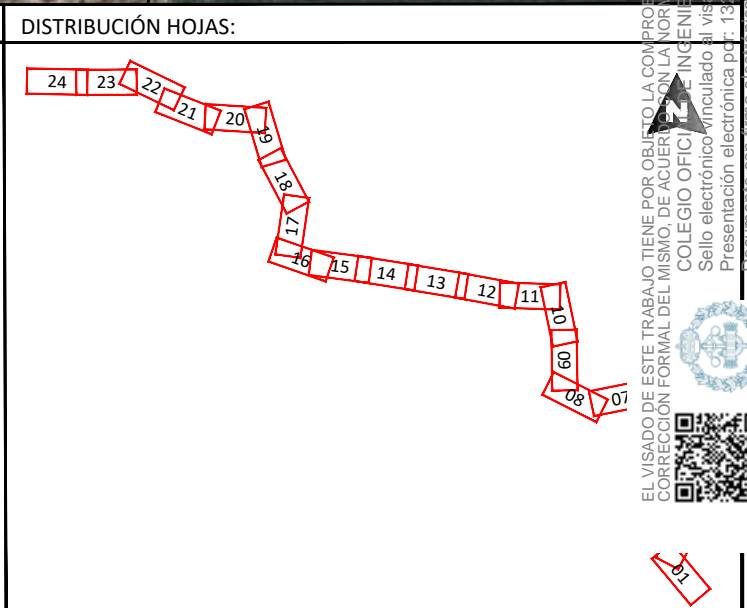 DISTRIBUCIÓN HOJAS:
24
23
22
21
20
19
18
17
16
15
14
13
12
11
10
09
08
07
01
N
EL VISADO DE ESTE TRABAJO TIENE POR OBJETO LA COMPRO
CORRECCIÓN FORMAL DEL MISMO, DE ACUERDO CON LA NOR
COLEGIO OFICI DE INGENIE
Sello electrónico vinculado al vis
Presentación electrónica por: 13